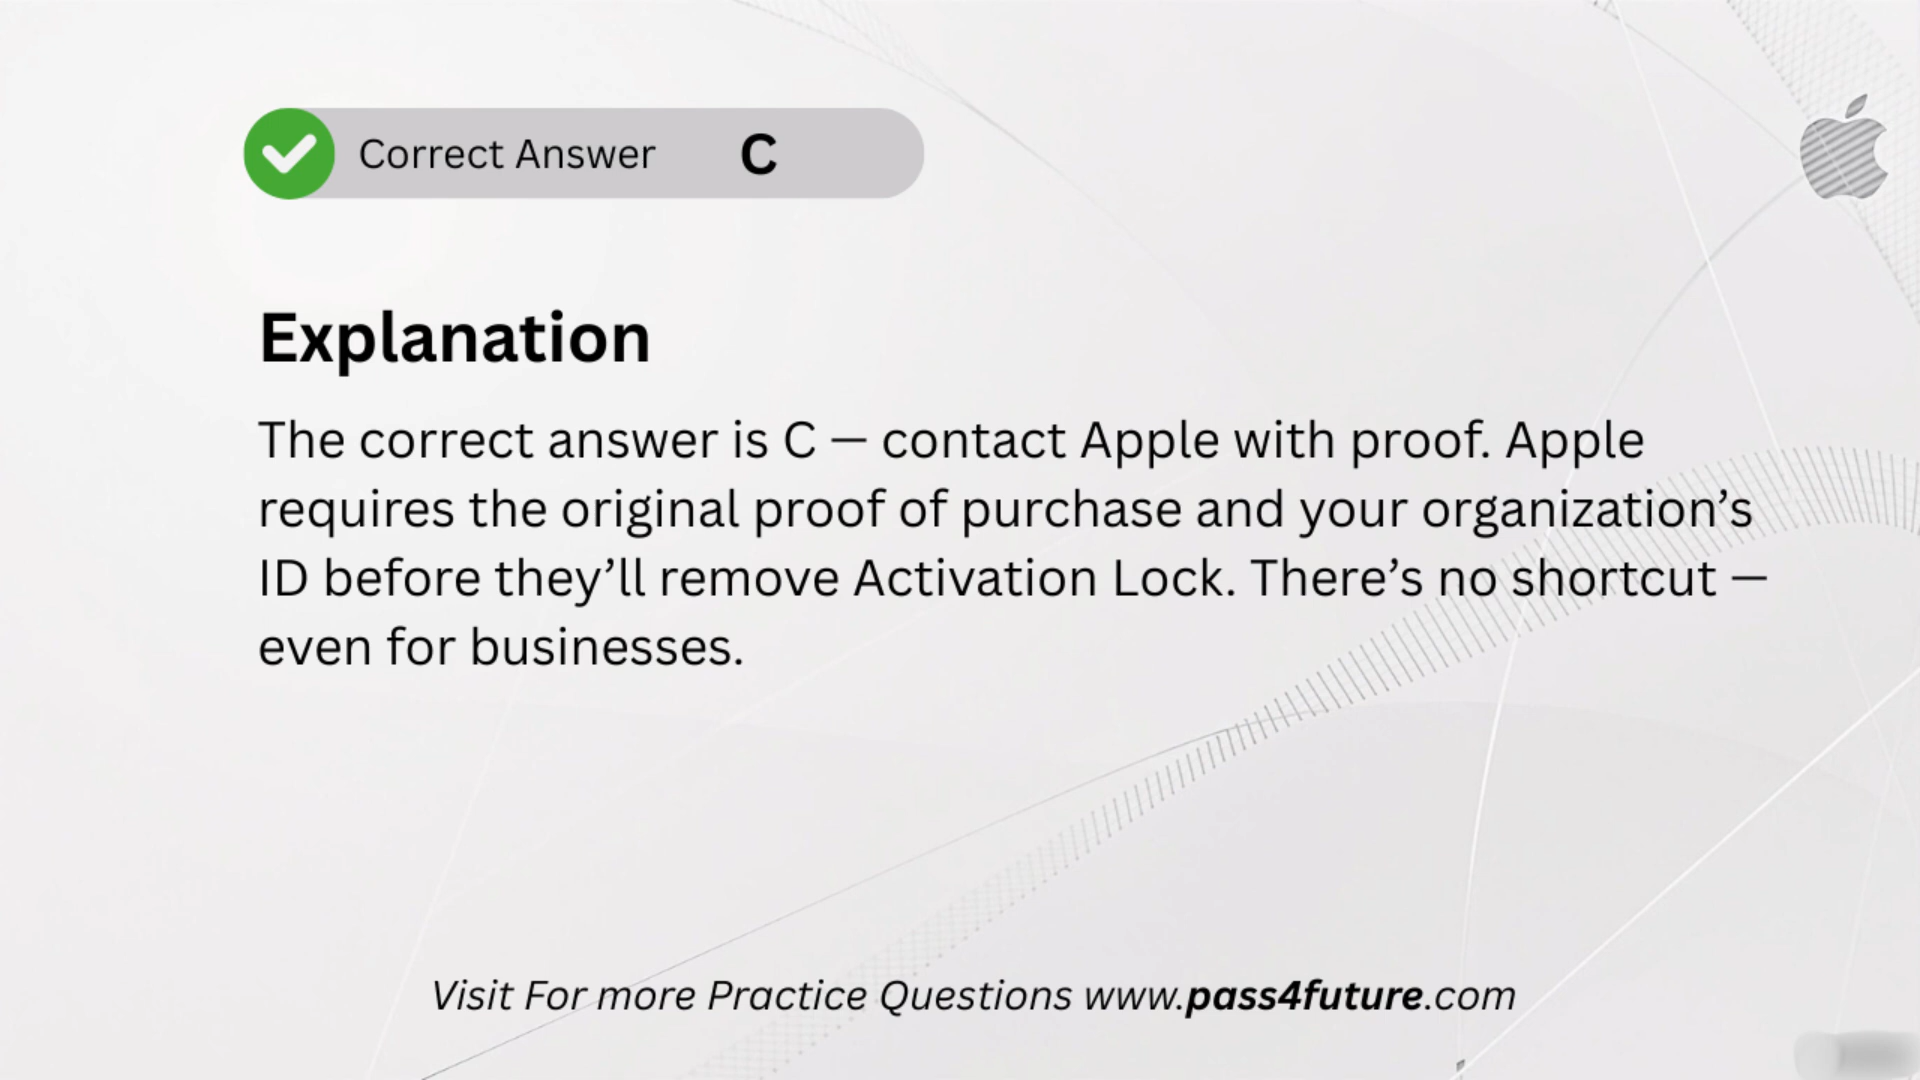 Correct Answer C
Explanation
The correct answer is C — contact Apple with proof. Apple
requires the original proof of purchase and your organization’s
ID before they’ll remove Activation Lock. There’s no shortcut —
even for businesses.
Visit For more Practice Questions www.pass4future.com